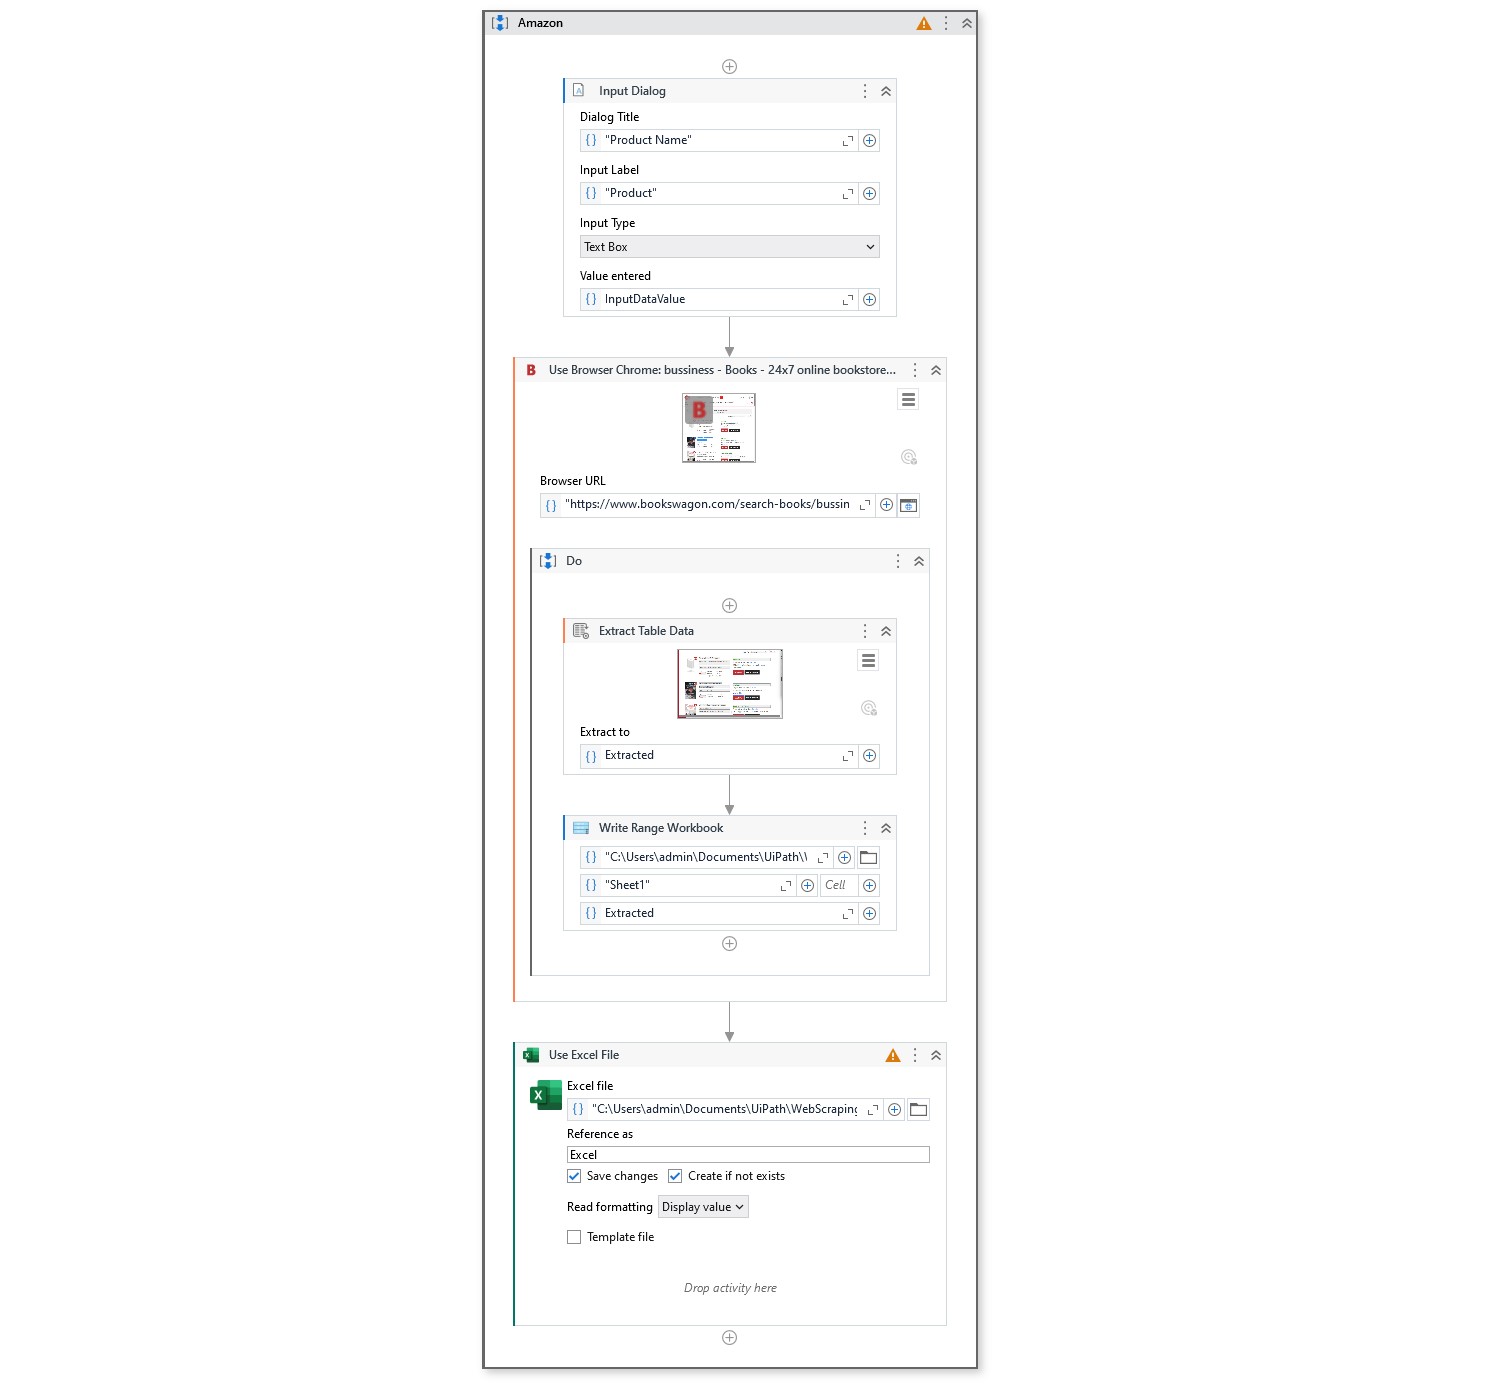 Amazon
Input Dialog
Dialog Title
"Product Name"
Input Label
"Product"
Input Type
Text Box
Value entered
InputDataValue
B Use Browser Chrome: bussiness - Books - 24x7 online bookstore...
B
Browser URL
"https://www.bookswagon.com/search-books/bussin
Do
Extract Table Data
Extract to
Extracted
Write Range Workbook
"C:\Users\admin\Documents\UiPath\\
"Sheet1" Cell
Extracted
Use Excel File
Excel file
"C:\Users\admin\Documents\UiPath\WebScraping
Reference as
Excel
Save changes Create if not exists
Read formatting Display value
Template file
Drop activity here